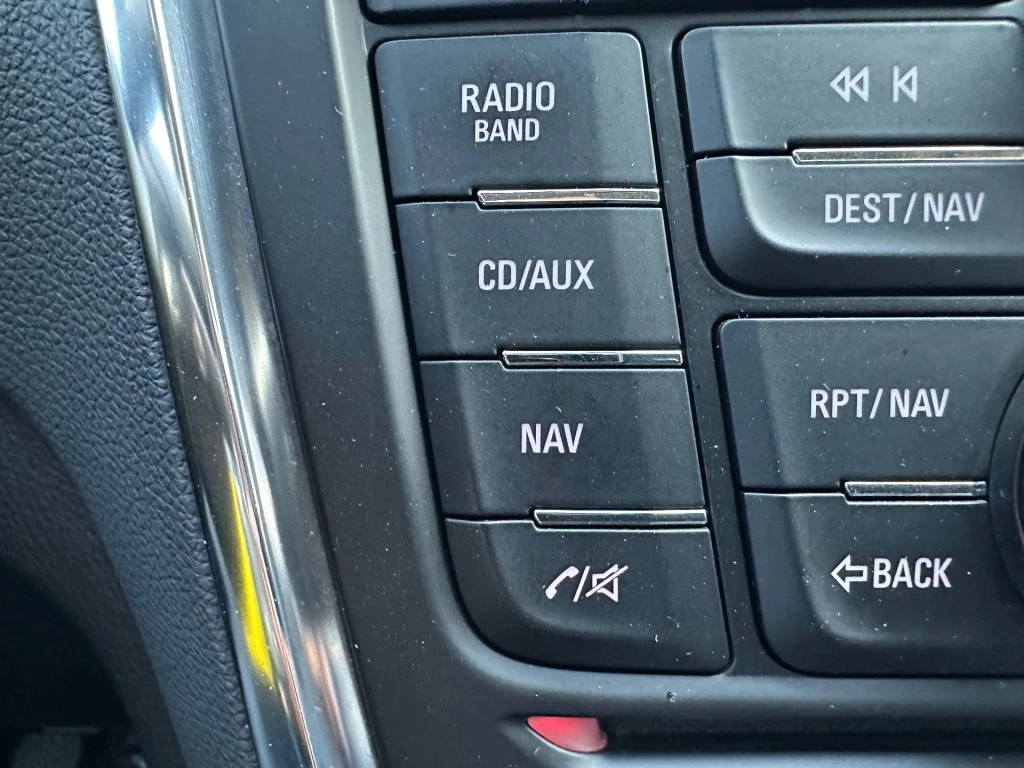 RADIO
BAND
CD/AUX
NAV
DEST/NAV
RPT/NAV
BACK